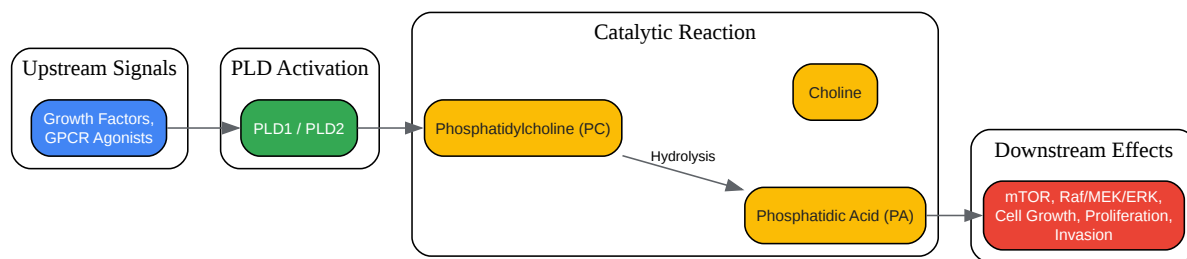 Upstream Signals
Growth Factors,
GPCR Agonists
PLD Activation
PLD1 / PLD2
Catalytic Reaction
Phosphatidylcholine (PC)
Hydrolysis
Choline
Phosphatidic Acid (PA)
Downstream Effects
mTOR, Raf/MEK/ERK,
Cell Growth, Proliferation,
Invasion